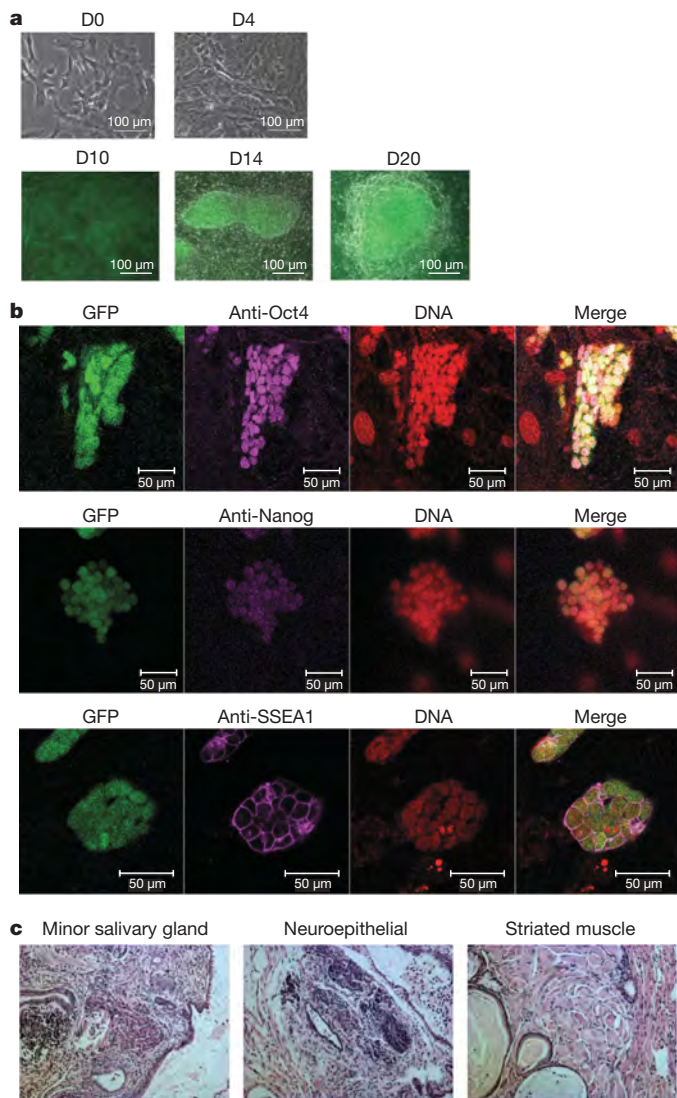 a
D0 D4
100 µm 100 µm
D10 D14 D20
100 µm 100 µm 100 µm
b
GFP Anti-Oct4 DNA Merge
50 µm 50 µm 50 µm 50 µm
GFP Anti-Nanog DNA Merge
50 µm 50 µm 50 µm 50 µm
GFP Anti-SSEA1 DNA Merge
50 µm 50 µm 50 µm 50 µm
c
Minor salivary gland Neuroepithelial Striated muscle